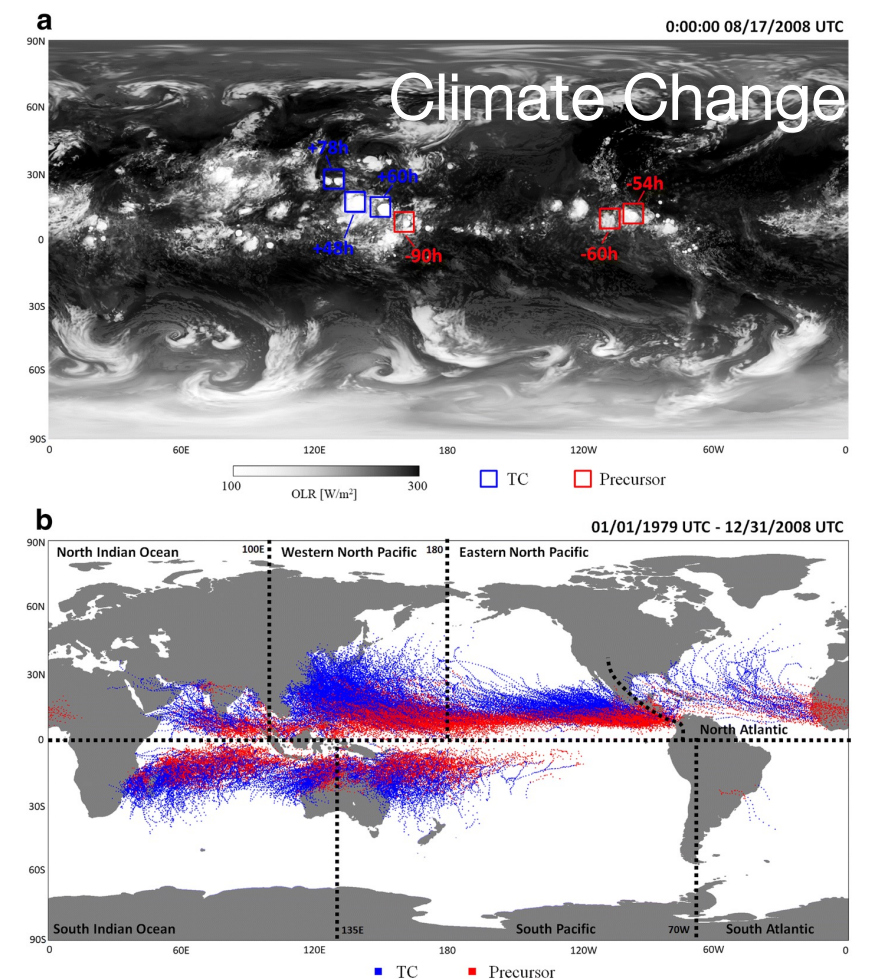 a
0:00:00 08/17/2008 UTC
90N
Climate Change
60N
+78h
30N
+60h
-54h
0
+48h
-90h
-60h
30S
60S
90S
0 60E 120E 180 120W 60W 0
100 300
OLR [W/m²]
TC Precursor
b
01/01/1979 UTC - 12/31/2008 UTC
90N
North Indian Ocean 100E Western North Pacific 180 Eastern North Pacific
60N
30N
North Atlantic
0
30S
60S
South Indian Ocean 135E South Pacific 70W South Atlantic
90S
0 60E 120E 180 120W 60W 0
TC Precursor